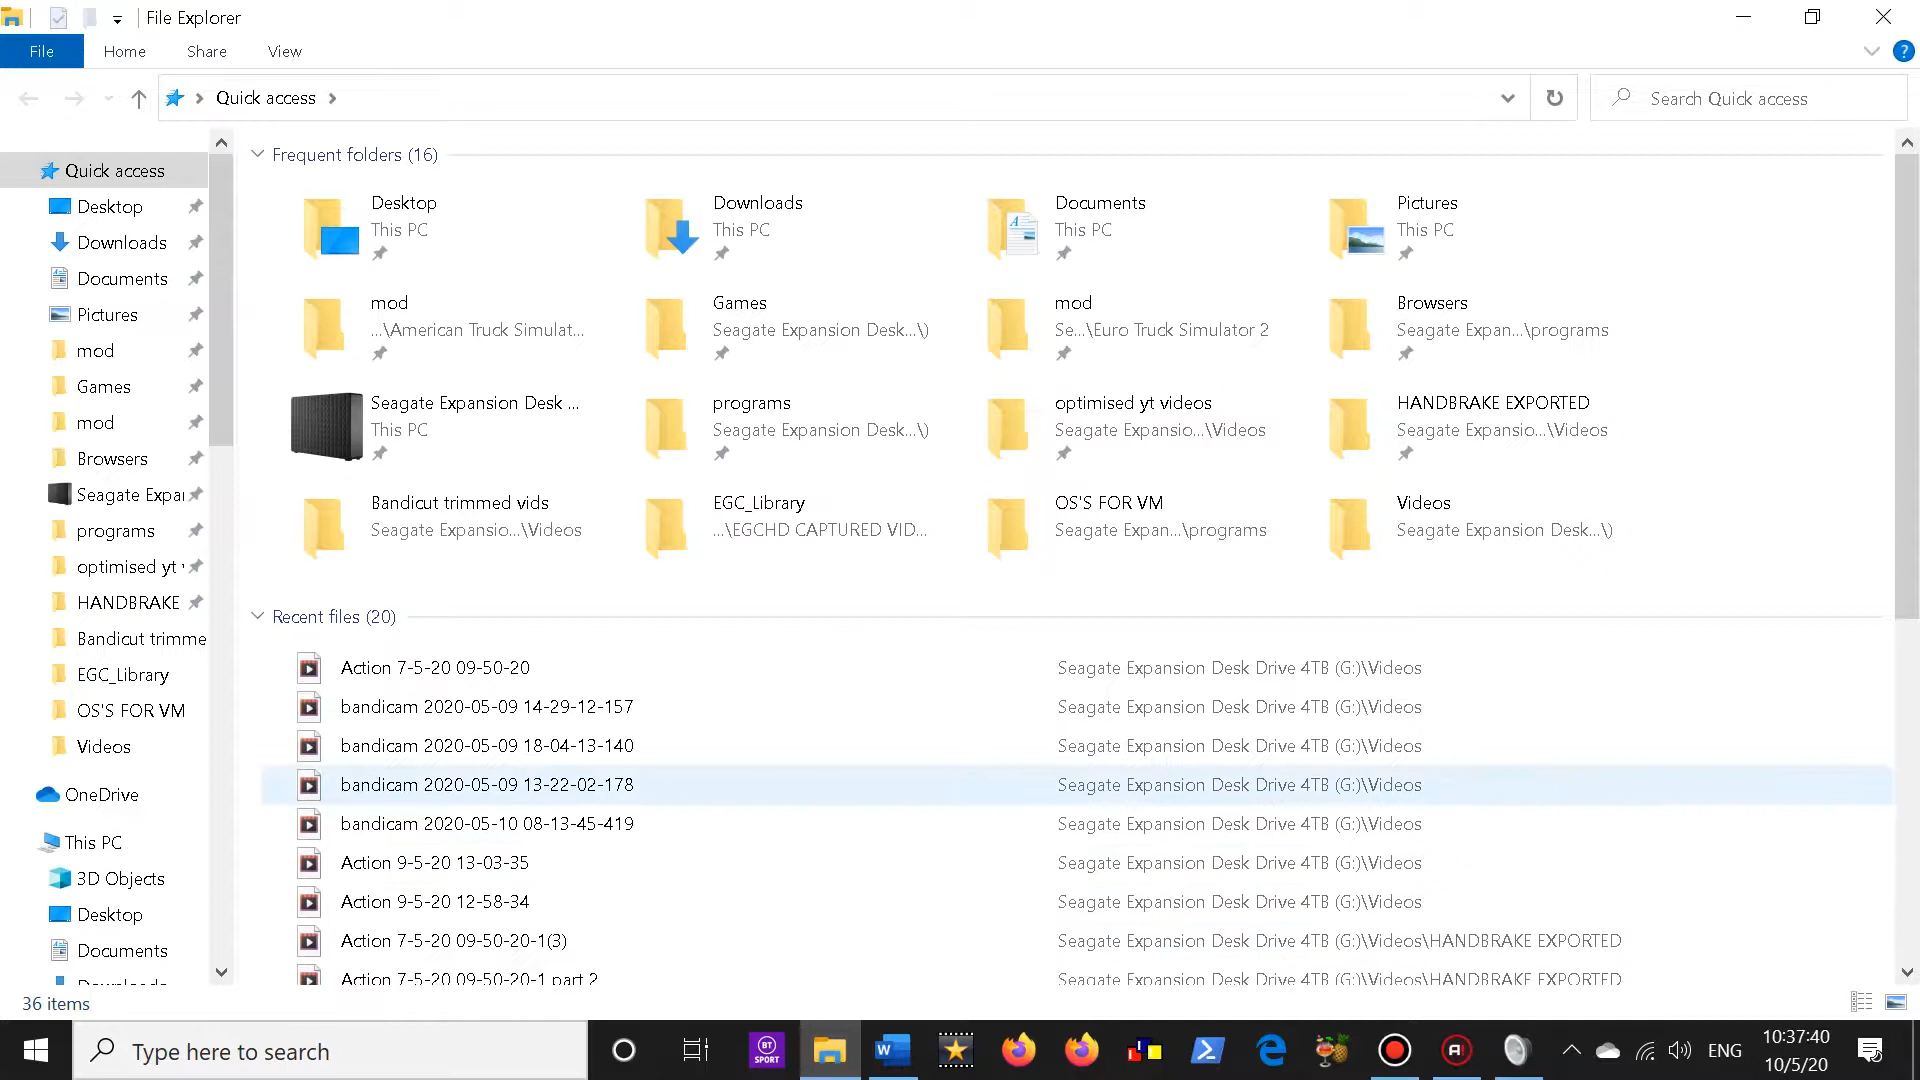 File Explorer
File Home Share View
Quick access
Search Quick access
Quick access
Desktop
Downloads
Documents
Pictures
mod
Games
mod
Browsers
Seagate Expan
programs
optimised yt v
HANDBRAKE
Bandicut trimme
EGC_Library
OS'S FOR VM
Videos
OneDrive
This PC
3D Objects
Desktop
Documents
Downloads
Frequent folders (16)
Desktop
This PC
Downloads
This PC
Documents
This PC
Pictures
This PC
mod
...\American Truck Simulat...
Games
Seagate Expansion Desk...\)
mod
Se...\Euro Truck Simulator 2
Browsers
Seagate Expan...\programs
Seagate Expansion Desk ...
This PC
programs
Seagate Expansion Desk...\)
optimised yt videos
Seagate Expansio...\Videos
HANDBRAKE EXPORTED
Seagate Expansio...\Videos
Bandicut trimmed vids
Seagate Expansio...\Videos
EGC_Library
...\EGCHD CAPTURED VID...
OS'S FOR VM
Seagate Expan...\programs
Videos
Seagate Expansion Desk...\)
Recent files (20)
Action 7-5-20 09-50-20 Seagate Expansion Desk Drive 4TB (G:)\Videos
bandicam 2020-05-09 14-29-12-157 Seagate Expansion Desk Drive 4TB (G:)\Videos
bandicam 2020-05-09 18-04-13-140 Seagate Expansion Desk Drive 4TB (G:)\Videos
bandicam 2020-05-09 13-22-02-178 Seagate Expansion Desk Drive 4TB (G:)\Videos
bandicam 2020-05-10 08-13-45-419 Seagate Expansion Desk Drive 4TB (G:)\Videos
Action 9-5-20 13-03-35 Seagate Expansion Desk Drive 4TB (G:)\Videos
Action 9-5-20 12-58-34 Seagate Expansion Desk Drive 4TB (G:)\Videos
Action 7-5-20 09-50-20-1(3) Seagate Expansion Desk Drive 4TB (G:)\Videos\HANDBRAKE EXPORTED
Action 7-5-20 09-50-20-1 part 2 Seagate Expansion Desk Drive 4TB (G:)\Videos\HANDBRAKE EXPORTED
36 items
Type here to search
BT
SPORT
ENG
10:37:40
10/5/20